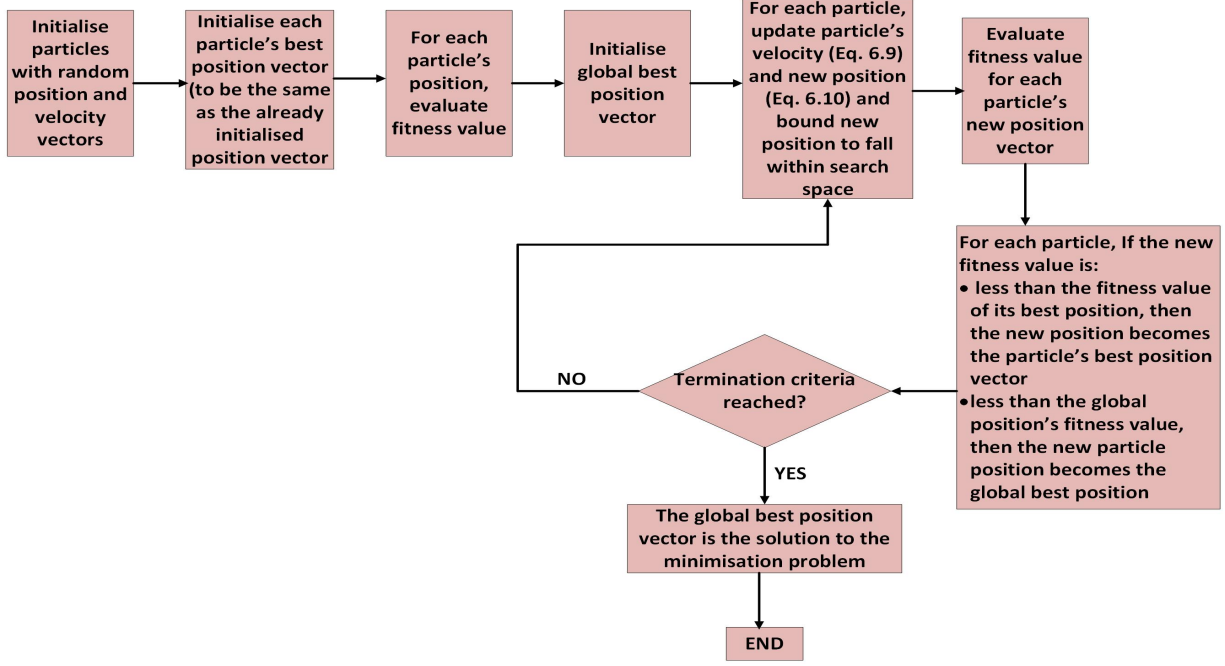 Initialise
particles
with random
position and
velocity
vectors
Initialise each
particle's best
position vector
(to be the same
as the already
initialised
position vector
For each
particle's
position,
evaluate
fitness value
Initialise
global best
position
vector
For each particle,
update particle's
velocity (Eq. 6.9)
and new position
(Eq. 6.10) and
bound new
position to fall
within search
space
Evaluate
fitness value
for each
particle's
new position
vector
For each particle, If the new
fitness value is:
• less than the fitness value
of its best position, then
the new position becomes
the particle's best position
vector
•less than the global
position's fitness value,
then the new particle
position becomes the
global best position
Termination criteria
reached?
NO
YES
The global best position
vector is the solution to the
minimisation problem
END